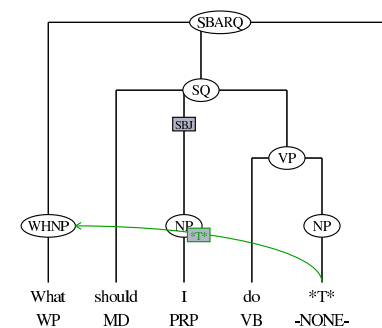 SBARQ
SQ
SBJ
VP
WHNP NP NP
*T*
What should I do *T*
WP MD PRP VB -NONE-